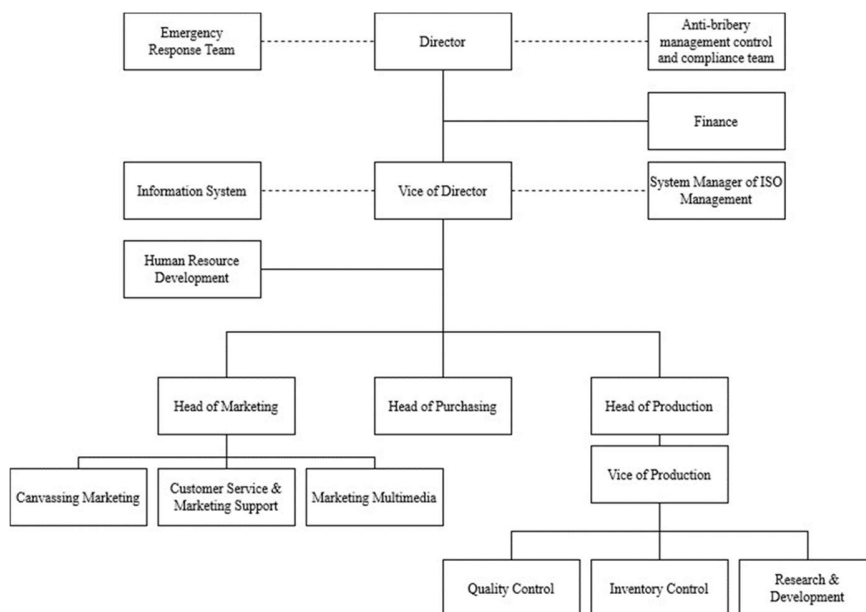 Emergency
Response Team
Director
Anti-bribery
management control
and compliance team
Finance
Information System
Vice of Director
System Manager of ISO
Management
Human Resource
Development
Head of Marketing
Head of Purchasing
Head of Production
Vice of Production
Canvassing Marketing
Customer Service &
Marketing Support
Marketing Multimedia
Quality Control
Inventory Control
Research &
Development